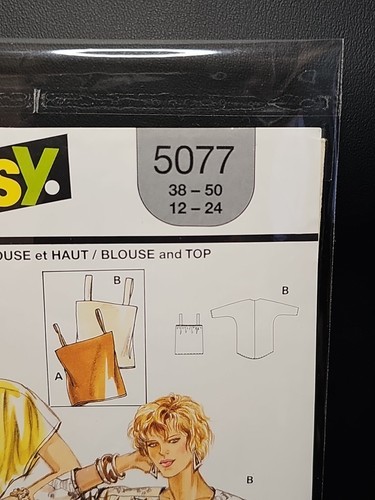 sy.
5077
38 – 50
12 – 24
OUSE et HAUT / BLOUSE and TOP
B
B
A
B